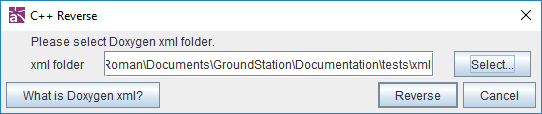 C++ Reverse
Please select Doxygen xml folder.
xml folder Roman\Documents\GroundStation\Documentation\tests\xml Select...
What is Doxygen xml? Reverse Cancel